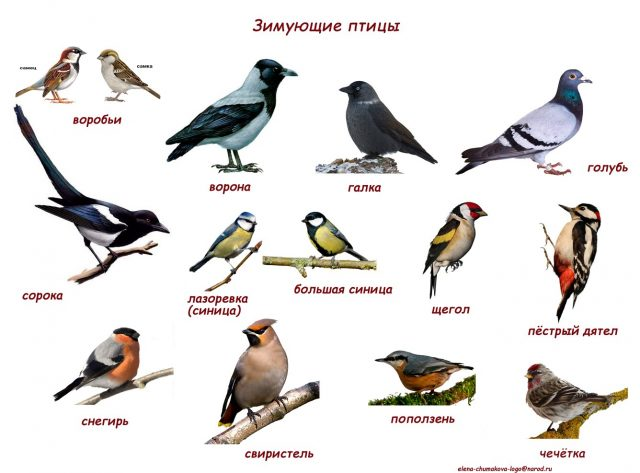 Зимующие птицы
самец
самка
воробьи
ворона
галка
голубь
сорока
лазоревка
(синица)
большая синица
щегол
пёстрый дятел
снегирь
свиристель
поползень
чечётка
elena-chumakova-logo@narod.ru